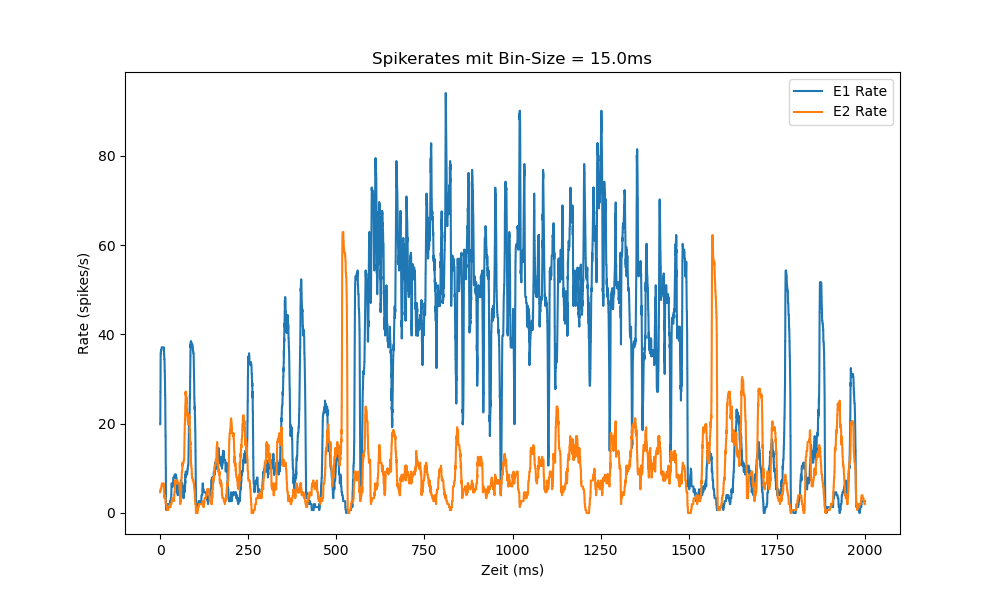 Spikerates mit Bin-Size = 15.0ms
E1 Rate
E2 Rate
Rate (spikes/s)
80
60
40
20
0
0 250 500 750 1000 1250 1500 1750 2000
Zeit (ms)